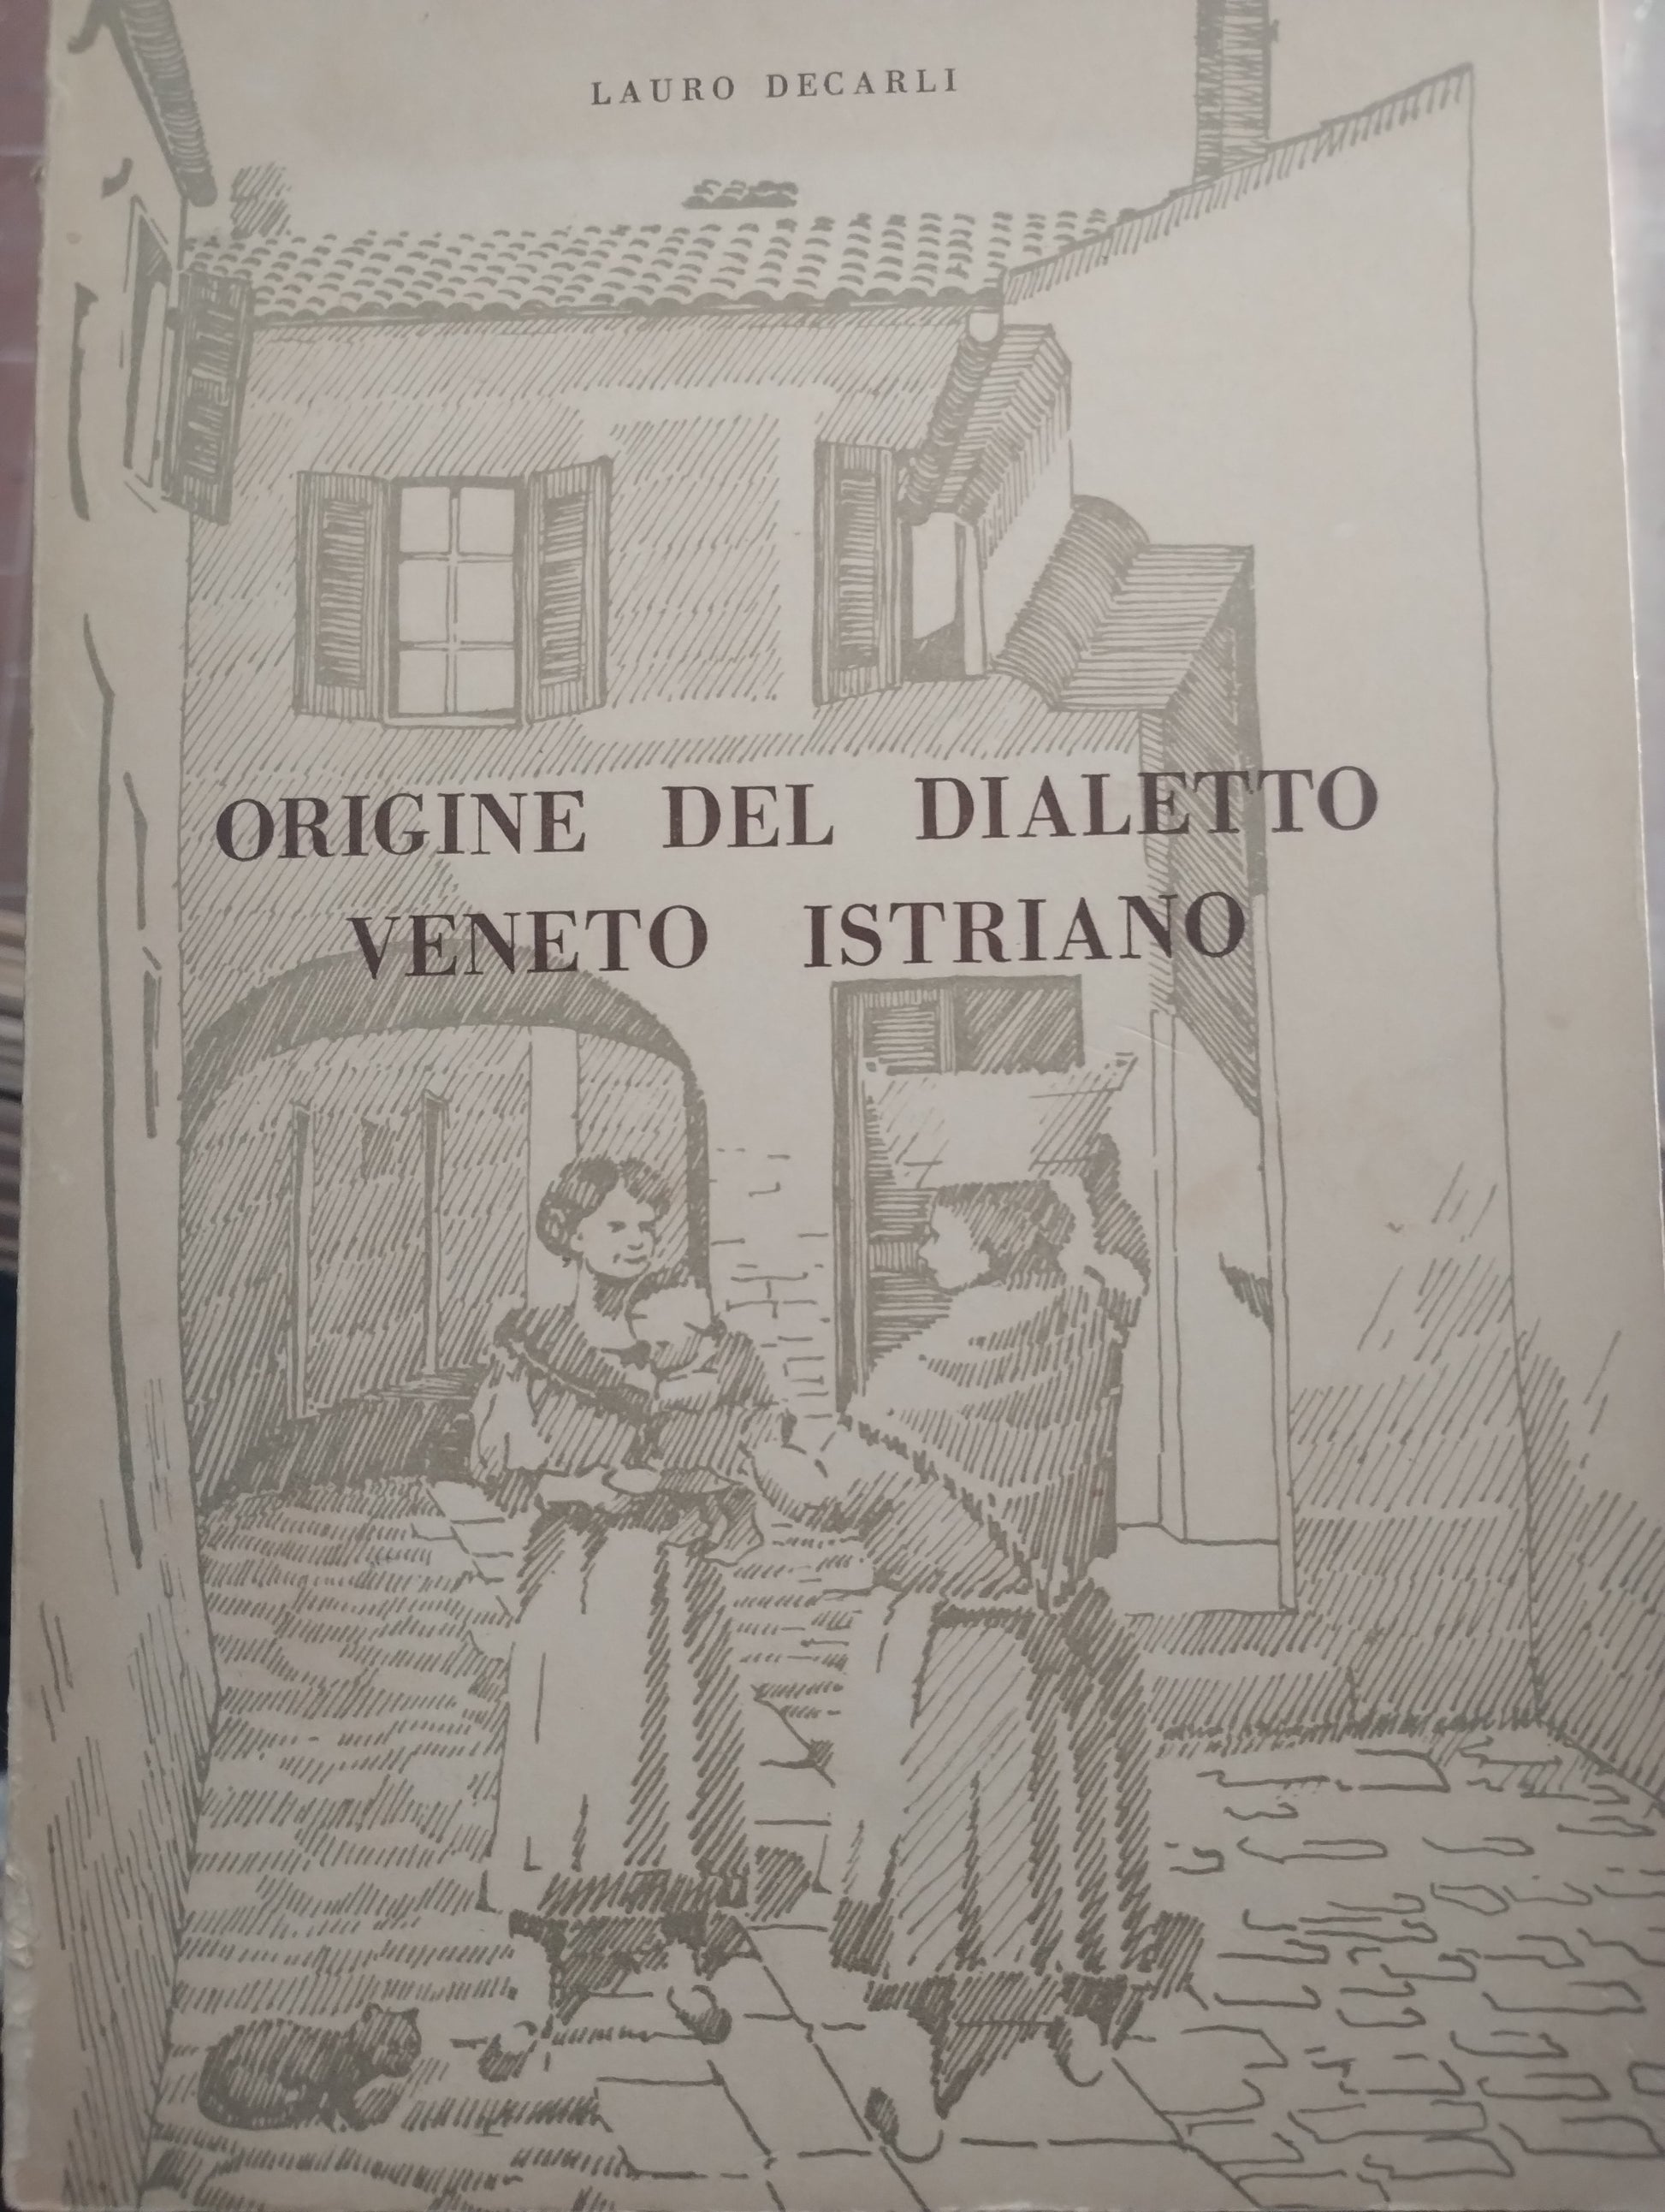 LAURO DECARLI
ORIGINE DEL DIALETTO
VENETO ISTRIANO